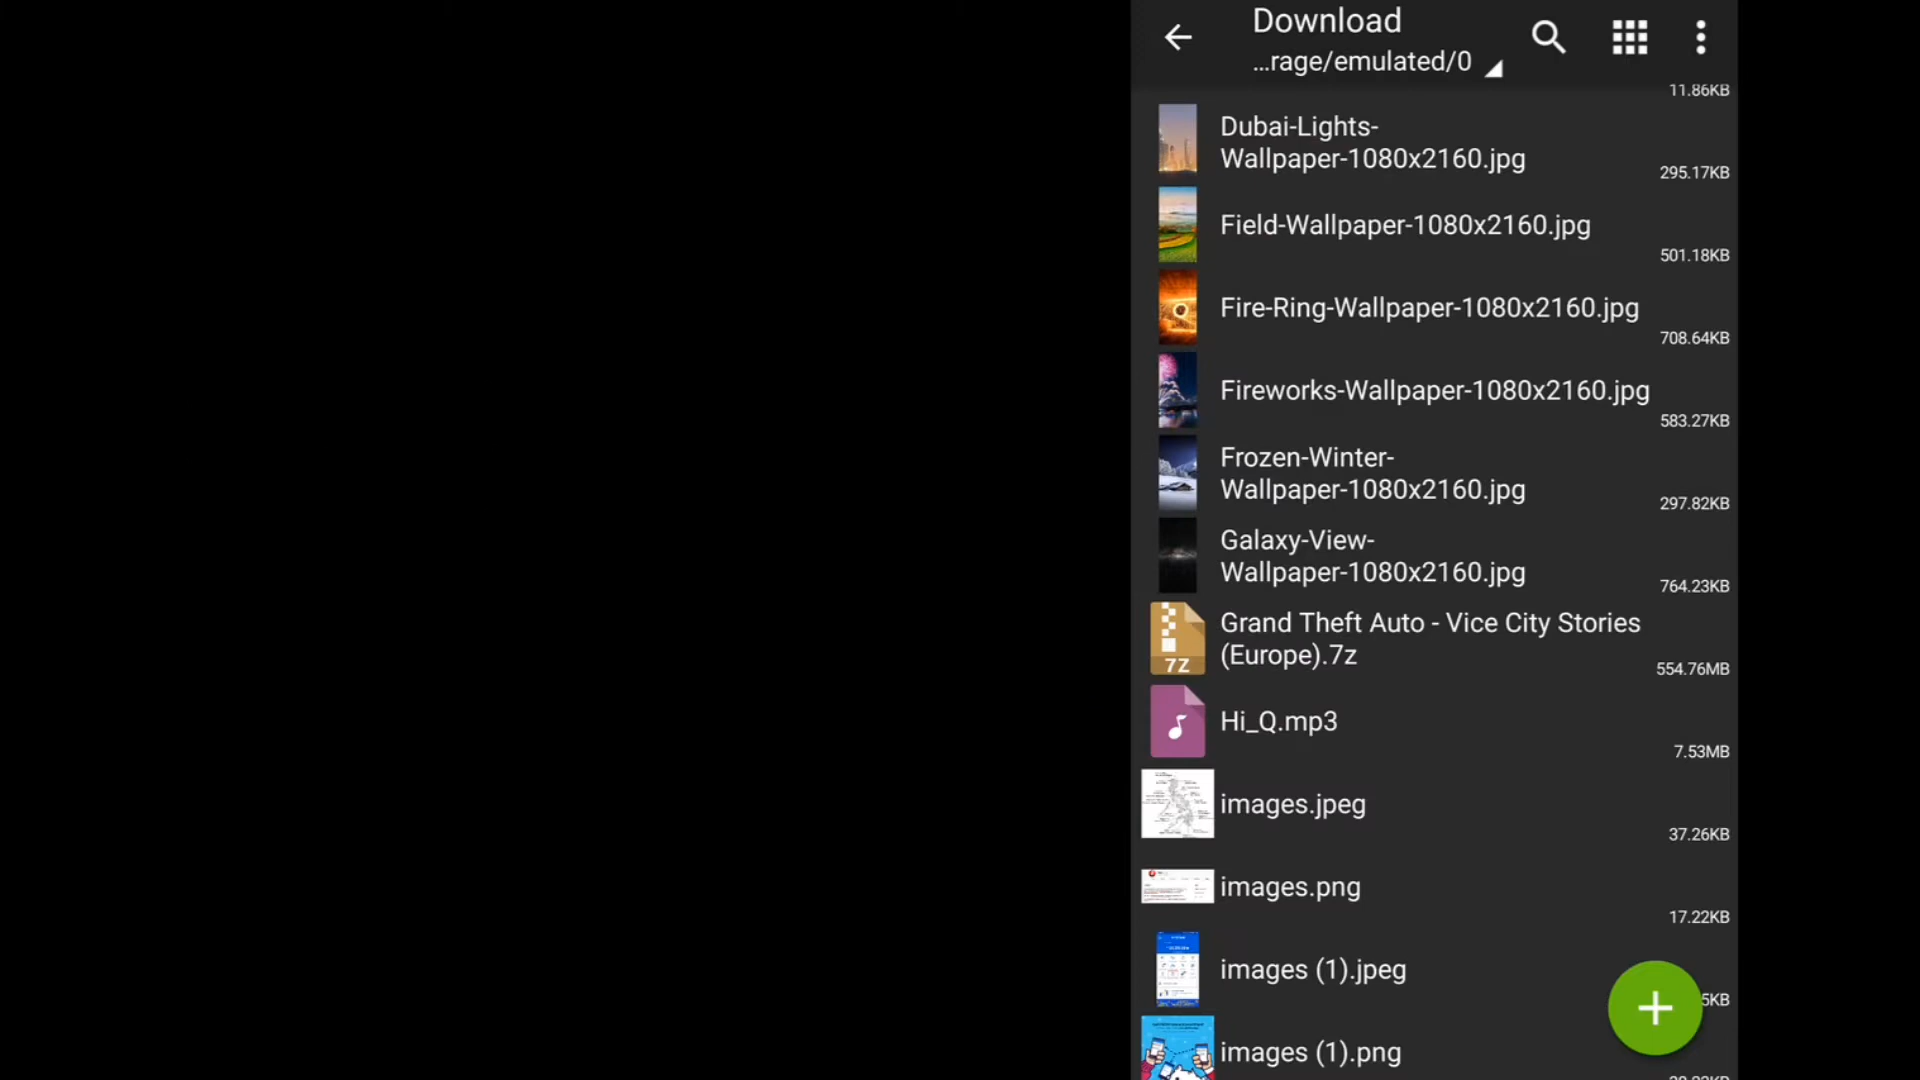 Download
...rage/emulated/0
11.86KB
Dubai-Lights-
Wallpaper-1080x2160.jpg
295.17KB
Field-Wallpaper-1080x2160.jpg
501.18KB
Fire-Ring-Wallpaper-1080x2160.jpg
708.64KB
Fireworks-Wallpaper-1080x2160.jpg
583.27KB
Frozen-Winter-
Wallpaper-1080x2160.jpg
297.82KB
Galaxy-View-
Wallpaper-1080x2160.jpg
764.23KB
Grand Theft Auto - Vice City Stories
(Europe).7z
7Z
554.76MB
Hi_Q.mp3
7.53MB
images.jpeg
37.26KB
images.png
17.22KB
images (1).jpeg
5KB
images (1).png